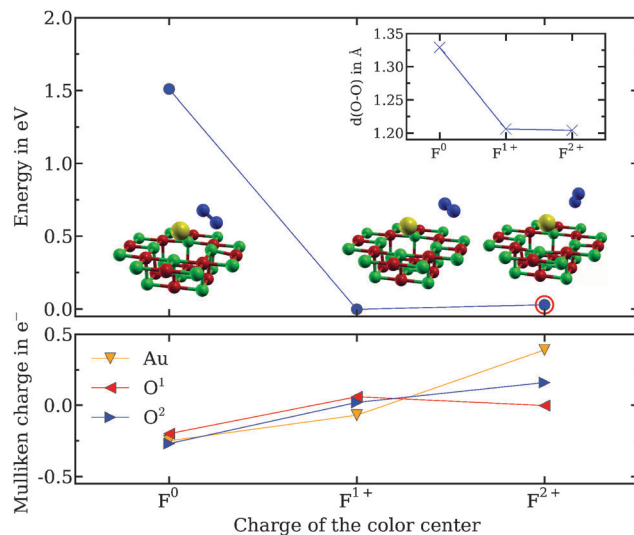 2.0
1.5
1.0
0.5
0.0
Energy in eV
1.35
1.30
1.25
1.20
d(O-O) in Å
F⁰ F¹⁺ F²⁺
0.5
0.0
-0.5
Mulliken charge in e⁻
Au
O¹
O²
F⁰ F¹⁺ F²⁺
Charge of the color center